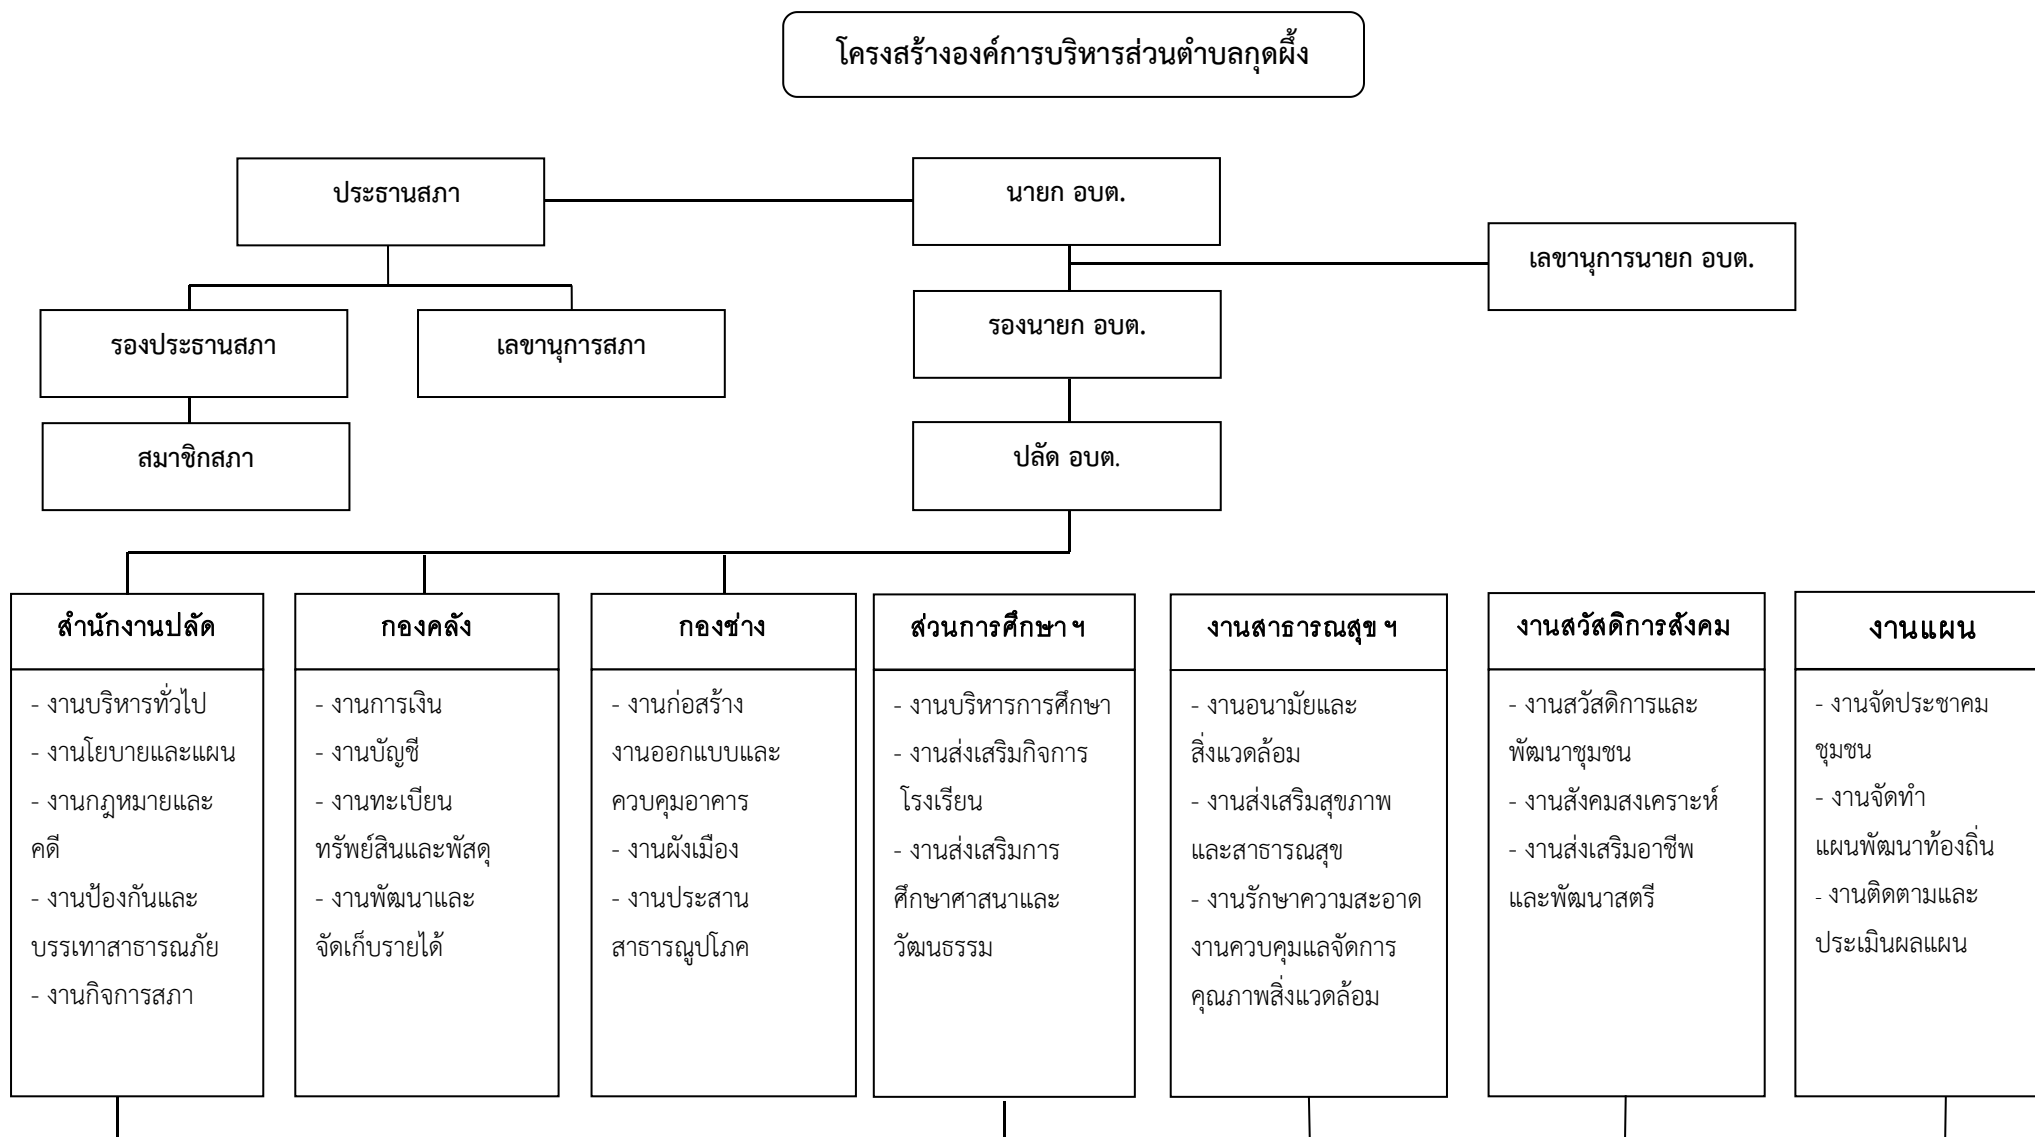 โครงสร้างองค์การบริหารส่วนตำบลกุดผึ้ง
ประธานสภา
นายก อบต.
เลขานุการนายก อบต.
รองประธานสภา
เลขานุการสภา
รองนายก อบต.
สมาชิกสภา
ปลัด อบต.
สำนักงานปลัด
- งานบริหารทั่วไป
- งานโยบายและแผน
- งานกฎหมายและ
คดี
- งานป้องกันและ
บรรเทาสาธารณภัย
- งานกิจการสภา
กองคลัง
- งานการเงิน
- งานบัญชี
- งานทะเบียน
ทรัพย์สินและพัสดุ
- งานพัฒนาและ
จัดเก็บรายได้
กองช่าง
- งานก่อสร้าง
งานออกแบบและ
ควบคุมอาคาร
- งานผังเมือง
- งานประสาน
สาธารณูปโภค
ส่วนการศึกษา ฯ
- งานบริหารการศึกษา
- งานส่งเสริมกิจการ
โรงเรียน
- งานส่งเสริมการ
ศึกษาศาสนาและ
วัฒนธรรม
งานสาธารณสุข ฯ
- งานอนามัยและ
สิ่งแวดล้อม
- งานส่งเสริมสุขภาพ
และสาธารณสุข
- งานรักษาความสะอาด
งานควบคุมแลจัดการ
คุณภาพสิ่งแวดล้อม
งานสวัสดิการสังคม
- งานสวัสดิการและ
พัฒนาชุมชน
- งานสังคมสงเคราะห์
- งานส่งเสริมอาชีพ
และพัฒนาสตรี
งานแผน
- งานจัดประชาคม
ชุมชน
- งานจัดทำ
แผนพัฒนาท้องถิ่น
- งานติดตามและ
ประเมินผลแผน